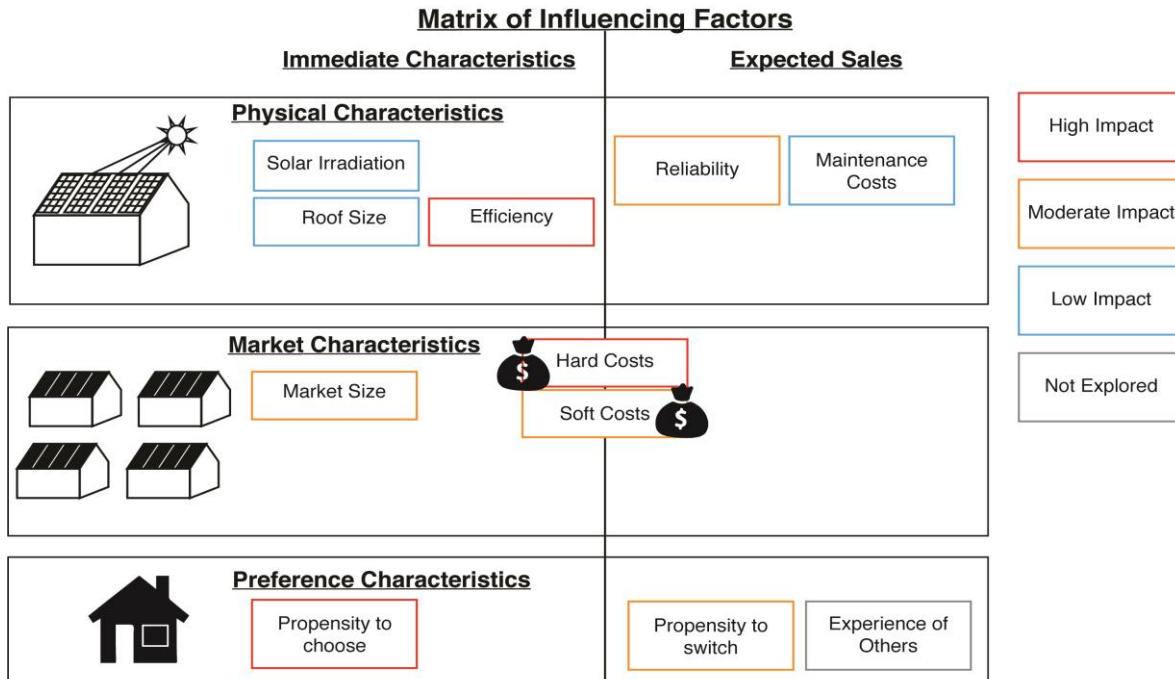 Matrix of Influencing Factors
Immediate Characteristics
Expected Sales
Physical Characteristics
Solar Irradiation
Roof Size
Efficiency
Reliability
Maintenance
Costs
High Impact
Moderate Impact
Low Impact
Not Explored
Market Characteristics
Market Size
$
Hard Costs
Soft Costs
$
Preference Characteristics
Propensity to
choose
Propensity to
switch
Experience of
Others